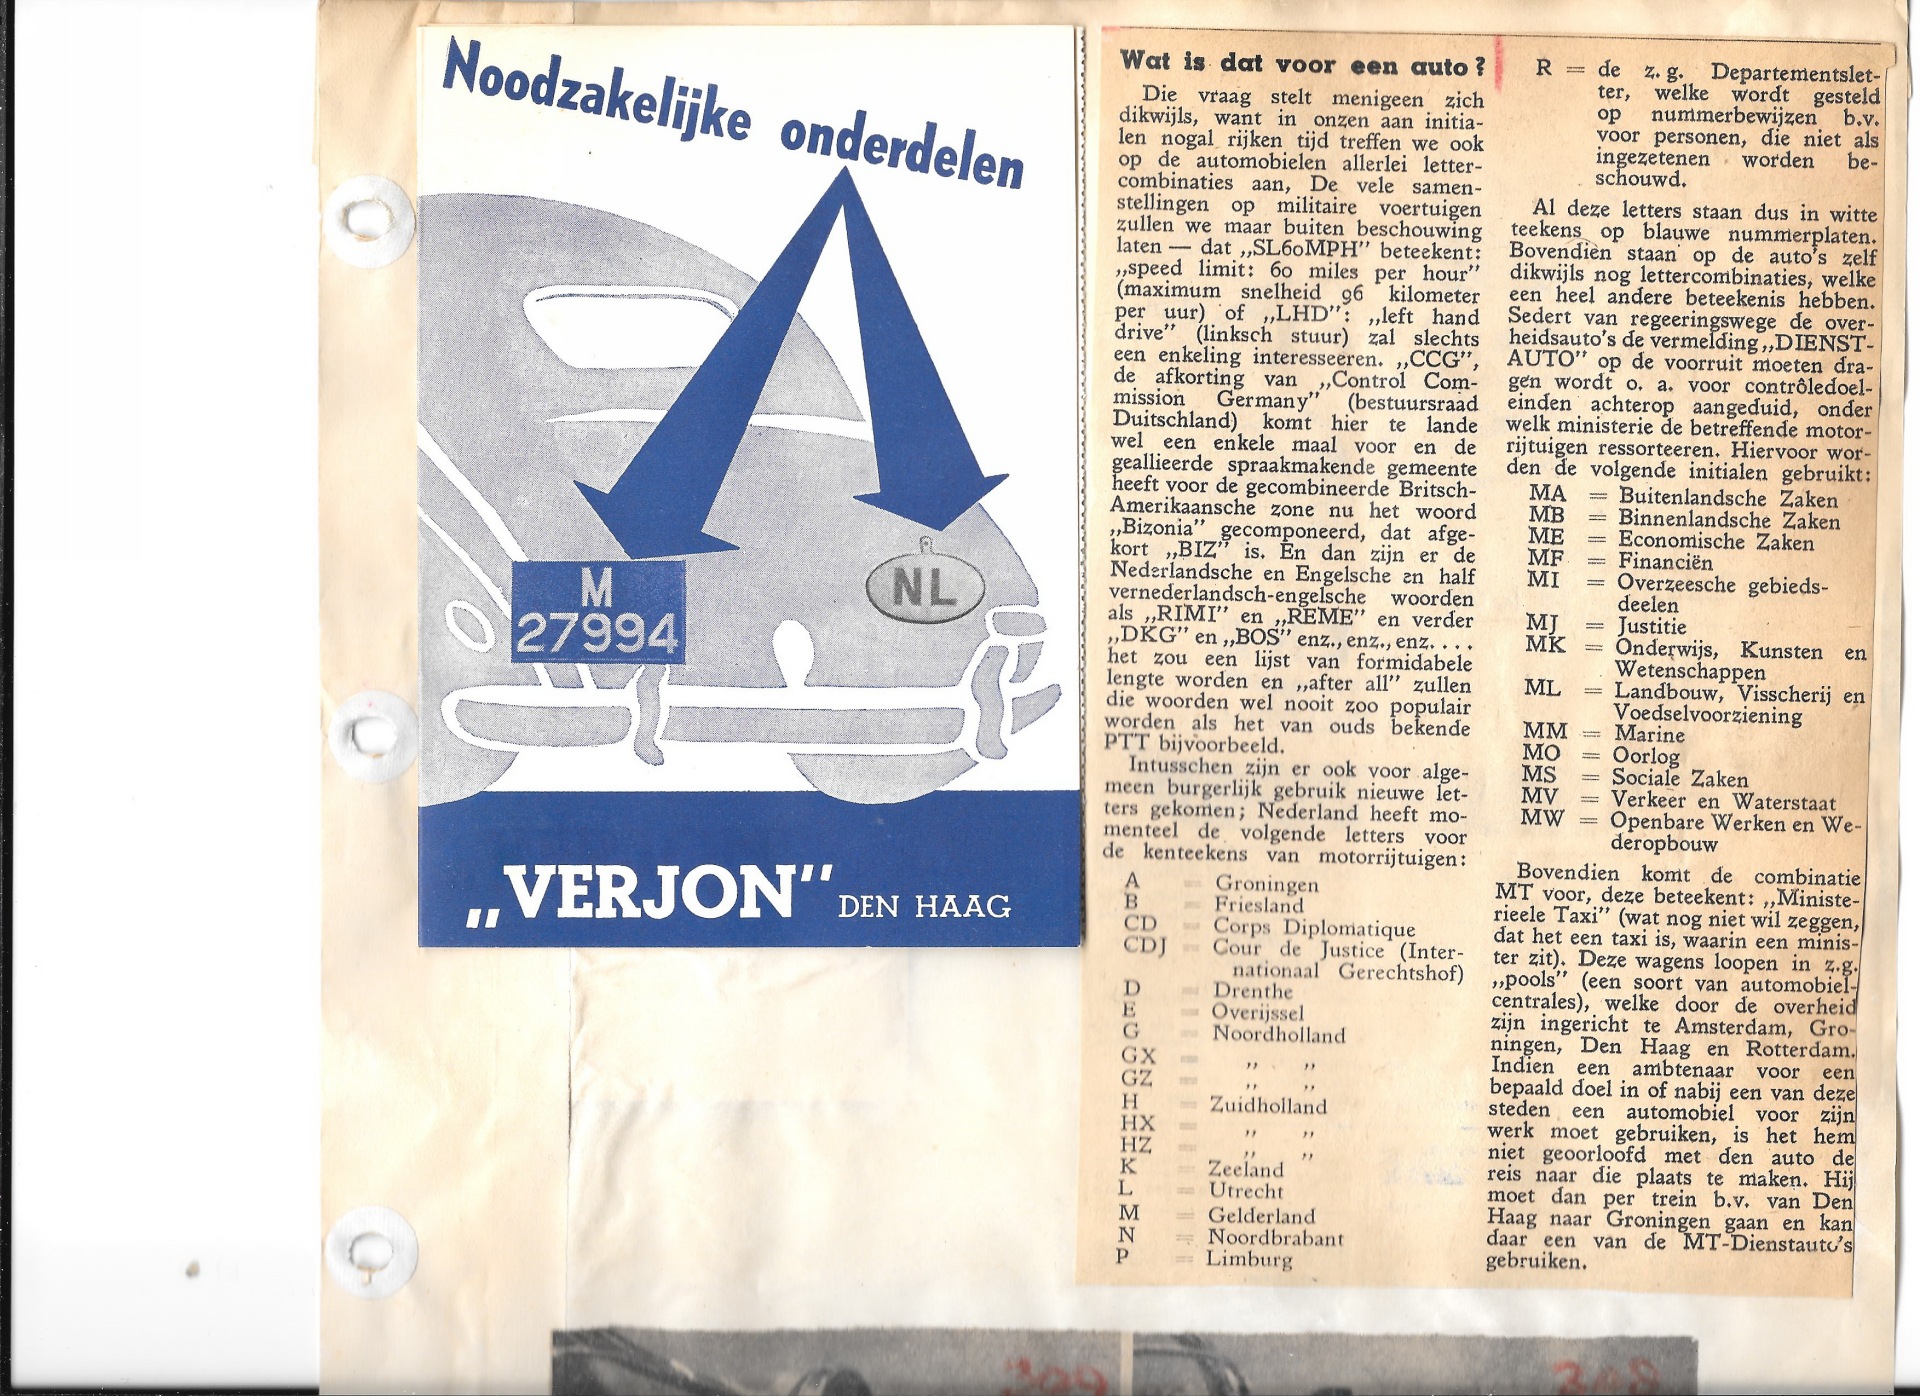 Noodzakelijke onderdelen
M
27994
NL
„VERJON” DEN HAAG
Wat is dat voor een auto?
Die vraag stelt menigeen zich
dikwijls, want in onzen aan initia-
len nogal rijken tijd treffen we ook
op de automobielen allerlei letter-
combinaties aan, De vele samen-
stellingen op militaire voertuigen
zullen we maar buiten beschouwing
laten — dat „SL60MPH” beteekent:
„speed limit: 60 miles per hour”
(maximum snelheid 96 kilometer
per uur) of „LHD”: „left hand
drive” (linksch stuur) zal slechts
een enkeling interesseeren. „CCG”,
de afkorting van „Control Com-
mission Germany” (bestuursraad
Duitschland) komt hier te lande
wel een enkele maal voor en de
geallieerde spraakmakende gemeente
heeft voor de gecombineerde Britsch-
Amerikaansche zone nu het woord
„Bizonia” gecomponeerd, dat afge-
kort „BIZ” is. En dan zijn er de
Nederlandsche en Engelsche en half
vernederlandsch-engelsche woorden
als „RIMI” en „REME” en verder
„DKG” en „BOS” enz., enz., enz. . . .
het zou een lijst van formidabele
lengte worden en „after all” zullen
die woorden wel nooit zoo populair
worden als het van ouds bekende
PTT bijvoorbeeld.
Intusschen zijn er ook voor alge-
meen burgerlijk gebruik nieuwe let-
ters gekomen; Nederland heeft mo-
menteel de volgende letters voor
de kenteekens van motorrijtuigen:
A = Groningen
B = Friesland
CD = Corps Diplomatique
CDJ = Cour de Justice (Inter-
nationaal Gerechtshof)
D = Drenthe
E = Overijssel
G = Noordholland
GX = „ „
GZ = „ „
H = Zuidholland
HX = „ „
HZ = „ „
K = Zeeland
L = Utrecht
M = Gelderland
N = Noordbrabant
P = Limburg
R = de z.g. Departementslet-
ter, welke wordt gesteld
op nummerbewijzen b.v.
voor personen, die niet als
ingezetenen worden be-
schouwd.
Al deze letters staan dus in witte
teekens op blauwe nummerplaten.
Bovendien staan op de auto's zelf
dikwijls nog lettercombinaties, welke
een heel andere beteekenis hebben.
Sedert van regeeringswege de over-
heidsauto's de vermelding „DIENST-
AUTO” op de voorruit moeten dra-
gen wordt o. a. voor contrôledoel-
einden achterop aangeduid, onder
welk ministerie de betreffende motor-
rijtuigen ressorteeren. Hiervoor wor-
den de volgende initialen gebruikt:
MA = Buitenlandsche Zaken
MB = Binnenlandsche Zaken
ME = Economische Zaken
MF = Financiën
MI = Overzeesche gebieds-
deelen
MJ = Justitie
MK = Onderwijs, Kunsten en
Wetenschappen
ML = Landbouw, Visscherij en
Voedselvoorziening
MM = Marine
MO = Oorlog
MS = Sociale Zaken
MV = Verkeer en Waterstaat
MW = Openbare Werken en We-
deropbouw
Bovendien komt de combinatie
MT voor, deze beteekent: „Ministe-
rieele Taxi” (wat nog niet wil zeggen,
dat het een taxi is, waarin een minis-
ter zit). Deze wagens loopen in z.g.
„pools” (een soort van automobiel-
centrales), welke door de overheid
zijn ingericht te Amsterdam, Gro-
ningen, Den Haag en Rotterdam.
Indien een ambtenaar voor een
bepaald doel in of nabij een van deze
steden een automobiel voor zijn
werk moet gebruiken, is het hem
niet geoorloofd met den auto de
reis naar die plaats te maken. Hij
moet dan per trein b.v. van Den
Haag naar Groningen gaan en kan
daar een van de MT-Dienstauto's
gebruiken.
309
308